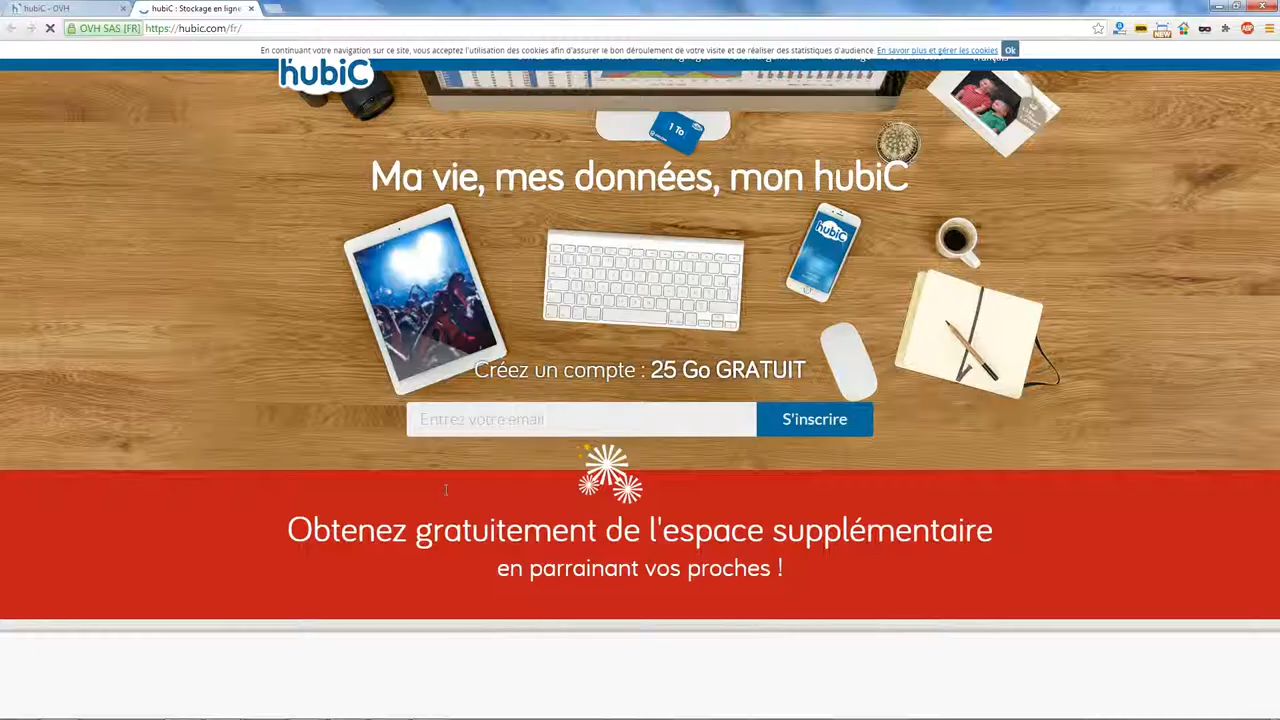 hubiC - OVH
hubiC : Stockage en ligne
OVH SAS [FR] https://hubic.com/fr/
NEW
ABP
En continuant votre navigation sur ce site, vous acceptez l'utilisation des cookies afin d'assurer le bon déroulement de votre visite et de réaliser des statistiques d'audience. En savoir plus et gérer les cookies Ok
Français
hubiC
1 To
Ma vie, mes données, mon hubiC
hubiC
Créez un compte : 25 Go GRATUIT
Entrez votre email
S'inscrire
Obtenez gratuitement de l'espace supplémentaire
en parrainant vos proches !